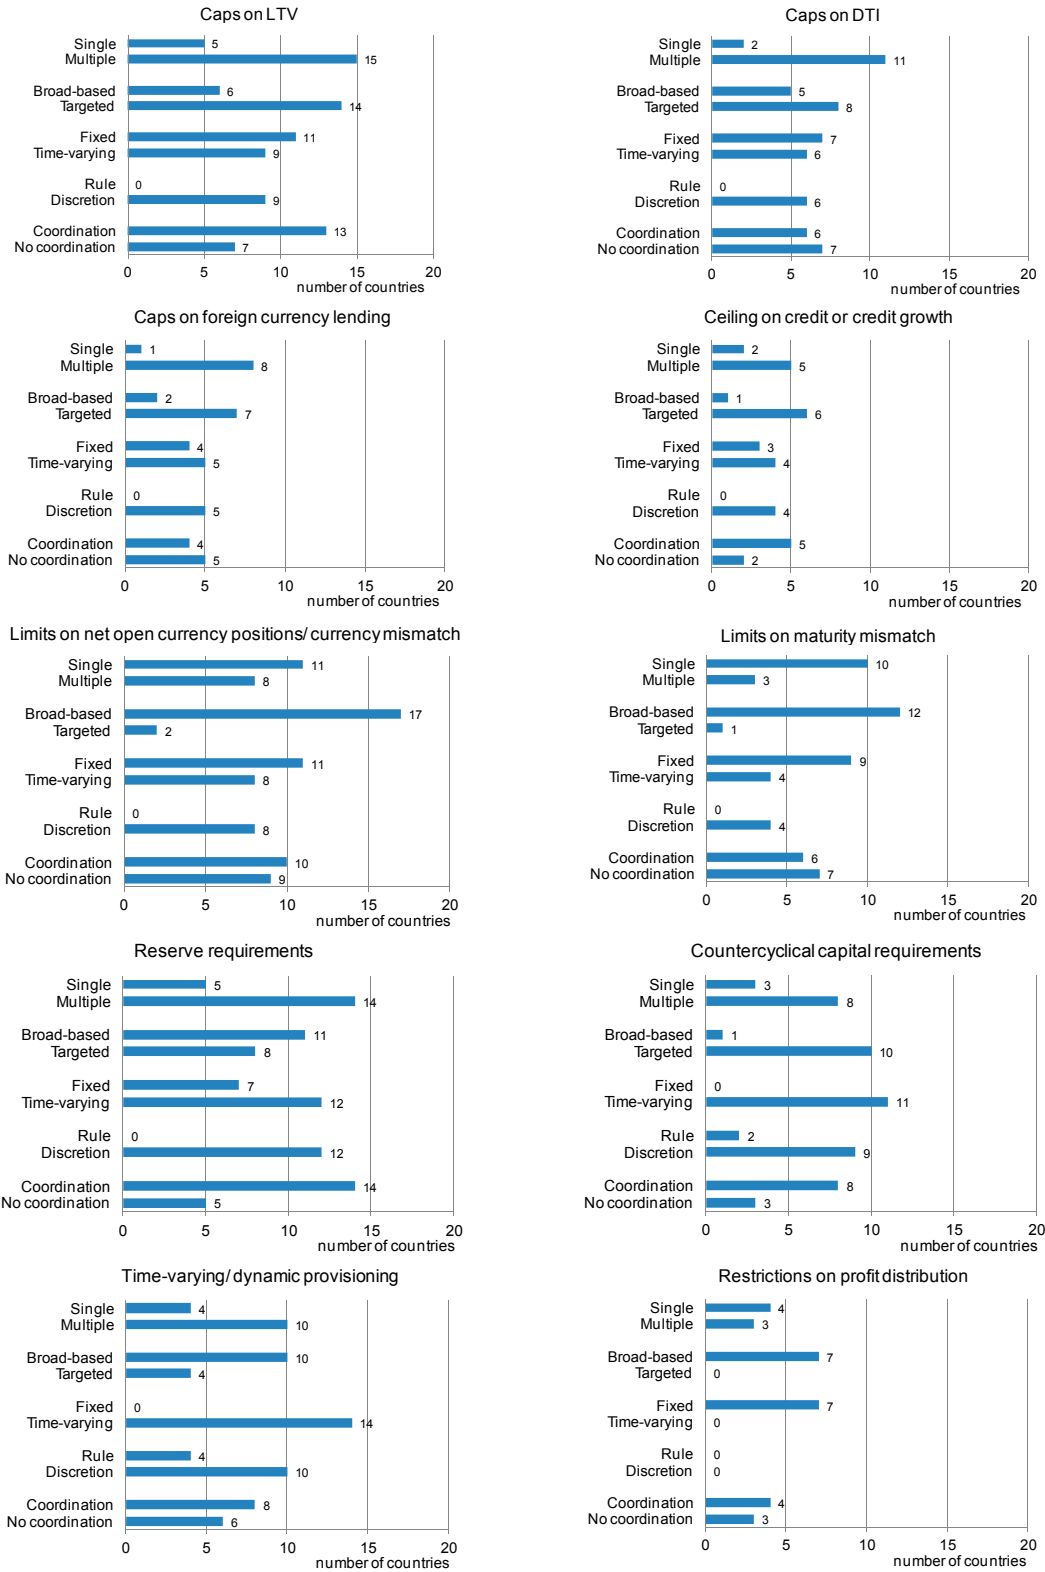 Caps on LTV
Single 5
Multiple 15
Broad-based 6
Targeted 14
Fixed 11
Time-varying 9
Rule 0
Discretion 9
Coordination 13
No coordination 7
0 5 10 15 20
number of countries
Caps on DTI
Single 2
Multiple 11
Broad-based 5
Targeted 8
Fixed 7
Time-varying 6
Rule 0
Discretion 6
Coordination 6
No coordination 7
0 5 10 15 20
number of countries
Caps on foreign currency lending
Single 1
Multiple 8
Broad-based 2
Targeted 7
Fixed 4
Time-varying 5
Rule 0
Discretion 5
Coordination 4
No coordination 5
0 5 10 15 20
number of countries
Ceiling on credit or credit growth
Single 2
Multiple 5
Broad-based 1
Targeted 6
Fixed 3
Time-varying 4
Rule 0
Discretion 4
Coordination 5
No coordination 2
0 5 10 15 20
number of countries
Limits on net open currency positions/ currency mismatch
Single 11
Multiple 8
Broad-based 17
Targeted 2
Fixed 11
Time-varying 8
Rule 0
Discretion 8
Coordination 10
No coordination 9
0 5 10 15 20
number of countries
Limits on maturity mismatch
Single 10
Multiple 3
Broad-based 12
Targeted 1
Fixed 9
Time-varying 4
Rule 0
Discretion 4
Coordination 6
No coordination 7
0 5 10 15 20
number of countries
Reserve requirements
Single 5
Multiple 14
Broad-based 11
Targeted 8
Fixed 7
Time-varying 12
Rule 0
Discretion 12
Coordination 14
No coordination 5
0 5 10 15 20
number of countries
Countercyclical capital requirements
Single 3
Multiple 8
Broad-based 1
Targeted 10
Fixed 0
Time-varying 11
Rule 2
Discretion 9
Coordination 8
No coordination 3
0 5 10 15 20
number of countries
Time-varying/ dynamic provisioning
Single 4
Multiple 10
Broad-based 10
Targeted 4
Fixed 0
Time-varying 14
Rule 4
Discretion 10
Coordination 8
No coordination 6
0 5 10 15 20
number of countries
Restrictions on profit distribution
Single 4
Multiple 3
Broad-based 7
Targeted 0
Fixed 7
Time-varying 0
Rule 0
Discretion 0
Coordination 4
No coordination 3
0 5 10 15 20
number of countries